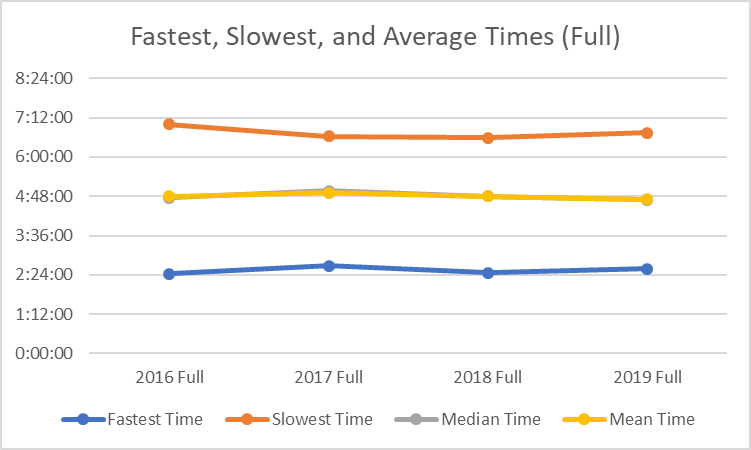 Fastest, Slowest, and Average Times (Full)
8:24:00
7:12:00
6:00:00
4:48:00
3:36:00
2:24:00
1:12:00
0:00:00
2016 Full 2017 Full 2018 Full 2019 Full
Fastest Time Slowest Time Median Time Mean Time